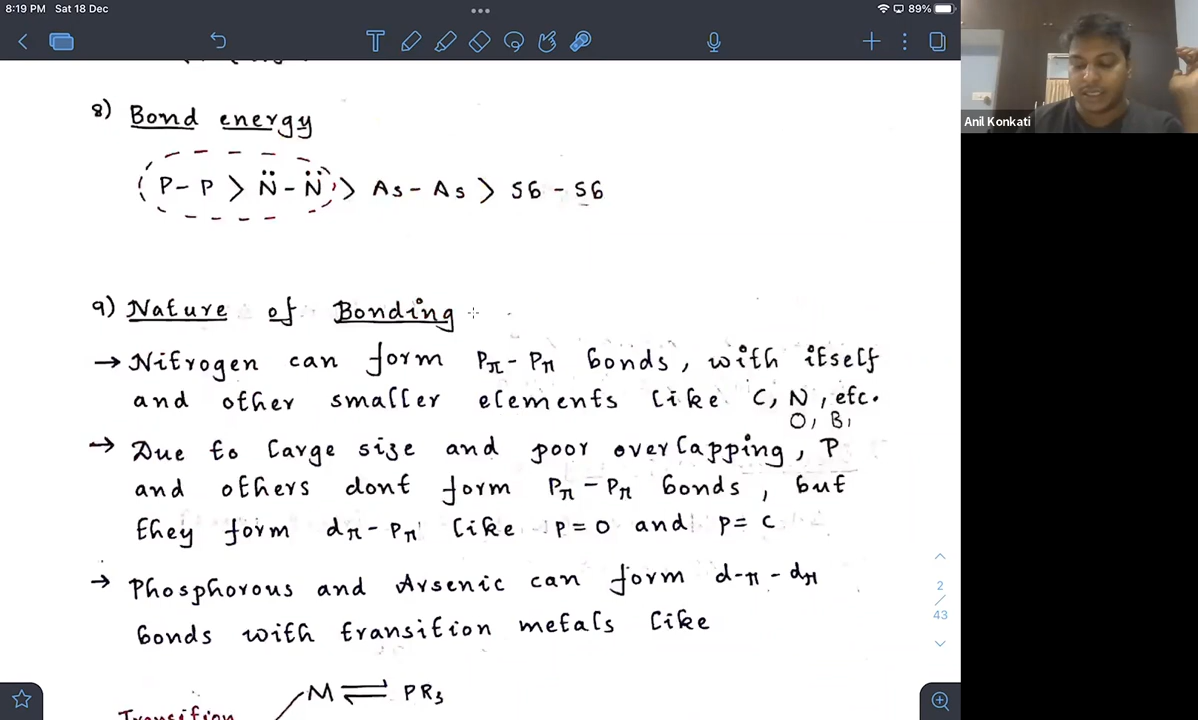 8:19 PM Sat 18 Dec
89%
Anil Konkati
8) Bond energy
P - P > N̈ - N̈ > As - As > Sb - Sb
9) Nature of Bonding
→ Nitrogen can form Pπ - Pπ bonds, with itself
and other smaller elements like C, N, etc.
O, B,
→ Due to large size and poor overlapping, P
and others dont form Pπ - Pπ bonds, but
they form dπ - Pπ like P = O and P = C
→ Phosphorous and Arsenic can form d-π - dπ
bonds with transition metals like
M ⇌ PR3
Transition
2
/
43